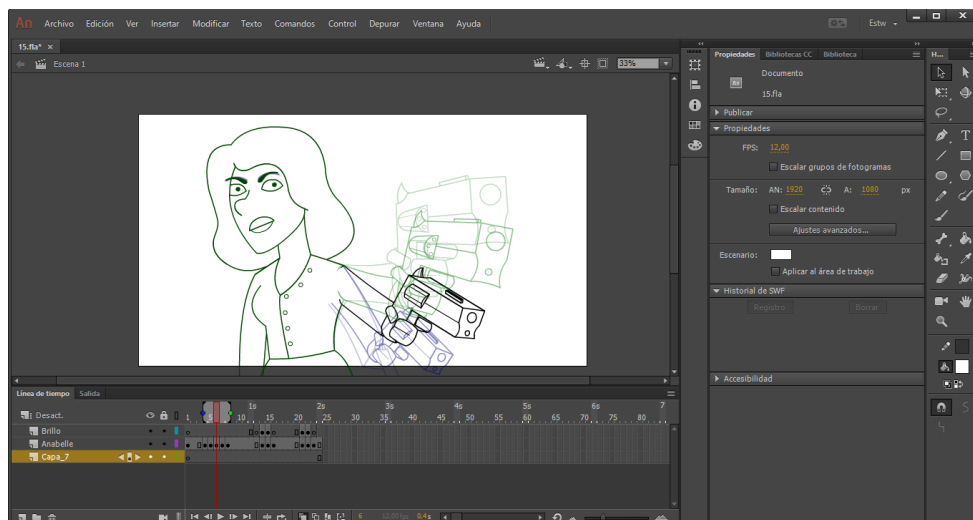 An Archivo Edición Ver Insertar Modificar Texto Comandos Control Depurar Ventana Ayuda Estw
15.fla* ×
Escena 1 33%
Propiedades Bibliotecas CC Biblioteca H...
Documento
An
15.fla
Publicar
Propiedades
FPS: 12,00
Escalar grupos de fotogramas
Tamaño: AN: 1920 A: 1080 px
Escalar contenido
Ajustes avanzados...
Escenario:
Aplicar al área de trabajo
Historial de SWF
Registro Borrar
Accesibilidad
Línea de tiempo Salida
1s 2s 3s 4s 5s 6s 7
Desact. 1 5 10 15 20 25 30 35 40 45 50 55 60 65 70 75 80
Brillo
Anabelle
Capa_7
6 12,00 fps 0,4 s